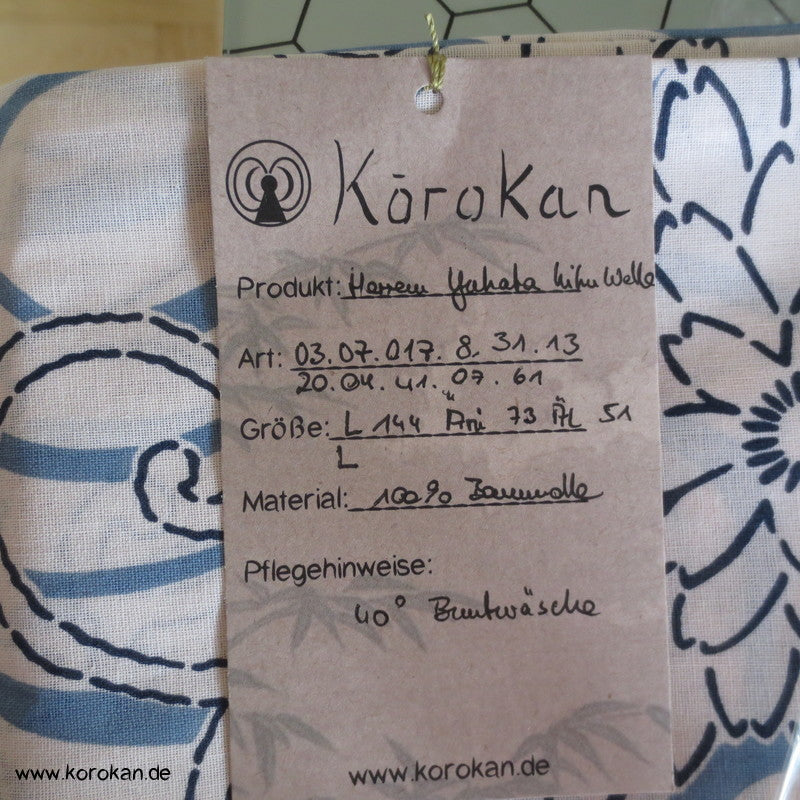 Kōrokan
Produkt: Herren Yukata kiku Welle
Art: 03.07.017.8.31.13
20.04.41.07.61
Größe: L 144 Ärü 73 ÄL 51
L
Material: 100% Baumwolle
Pflegehinweise:
40° Buntwäsche
www.korokan.de
www.korokan.de